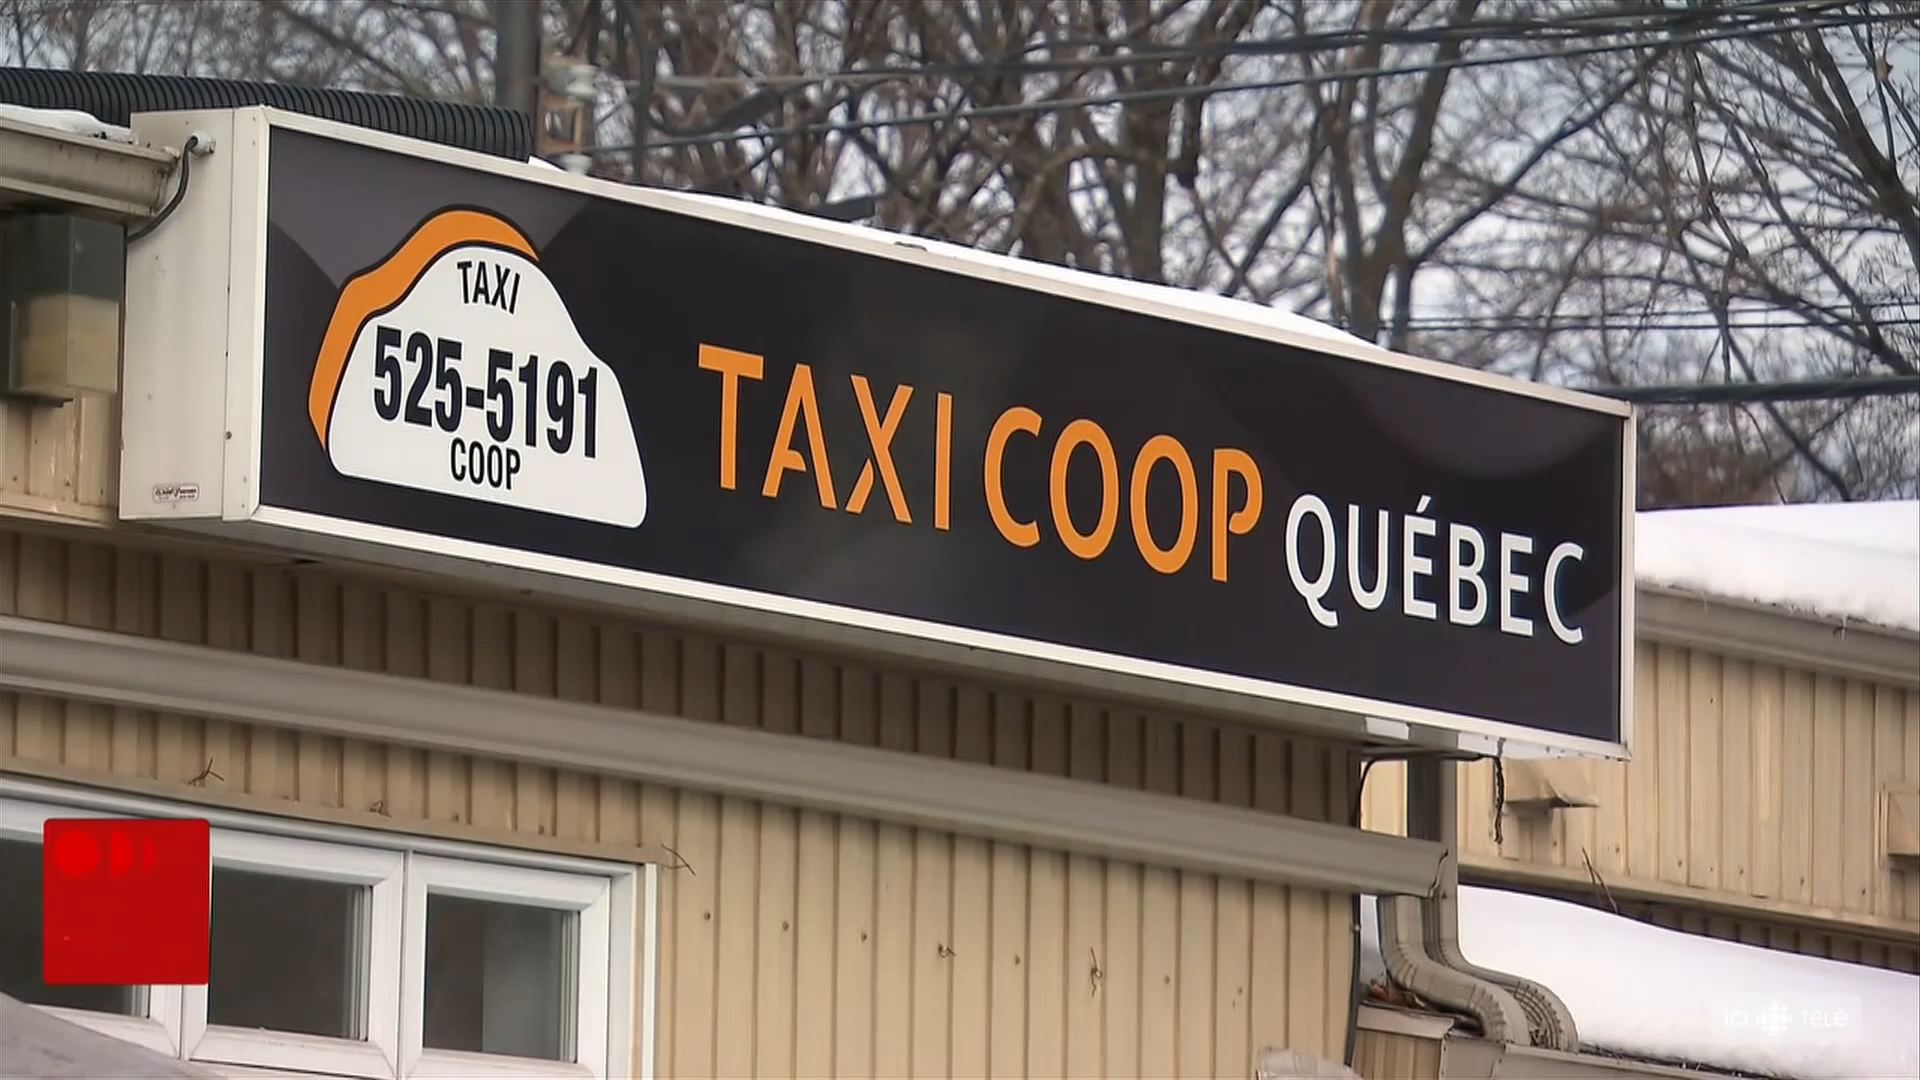 TAXI
525-5191
COOP
TAXI COOP QUÉBEC
ICI TÉLÉ